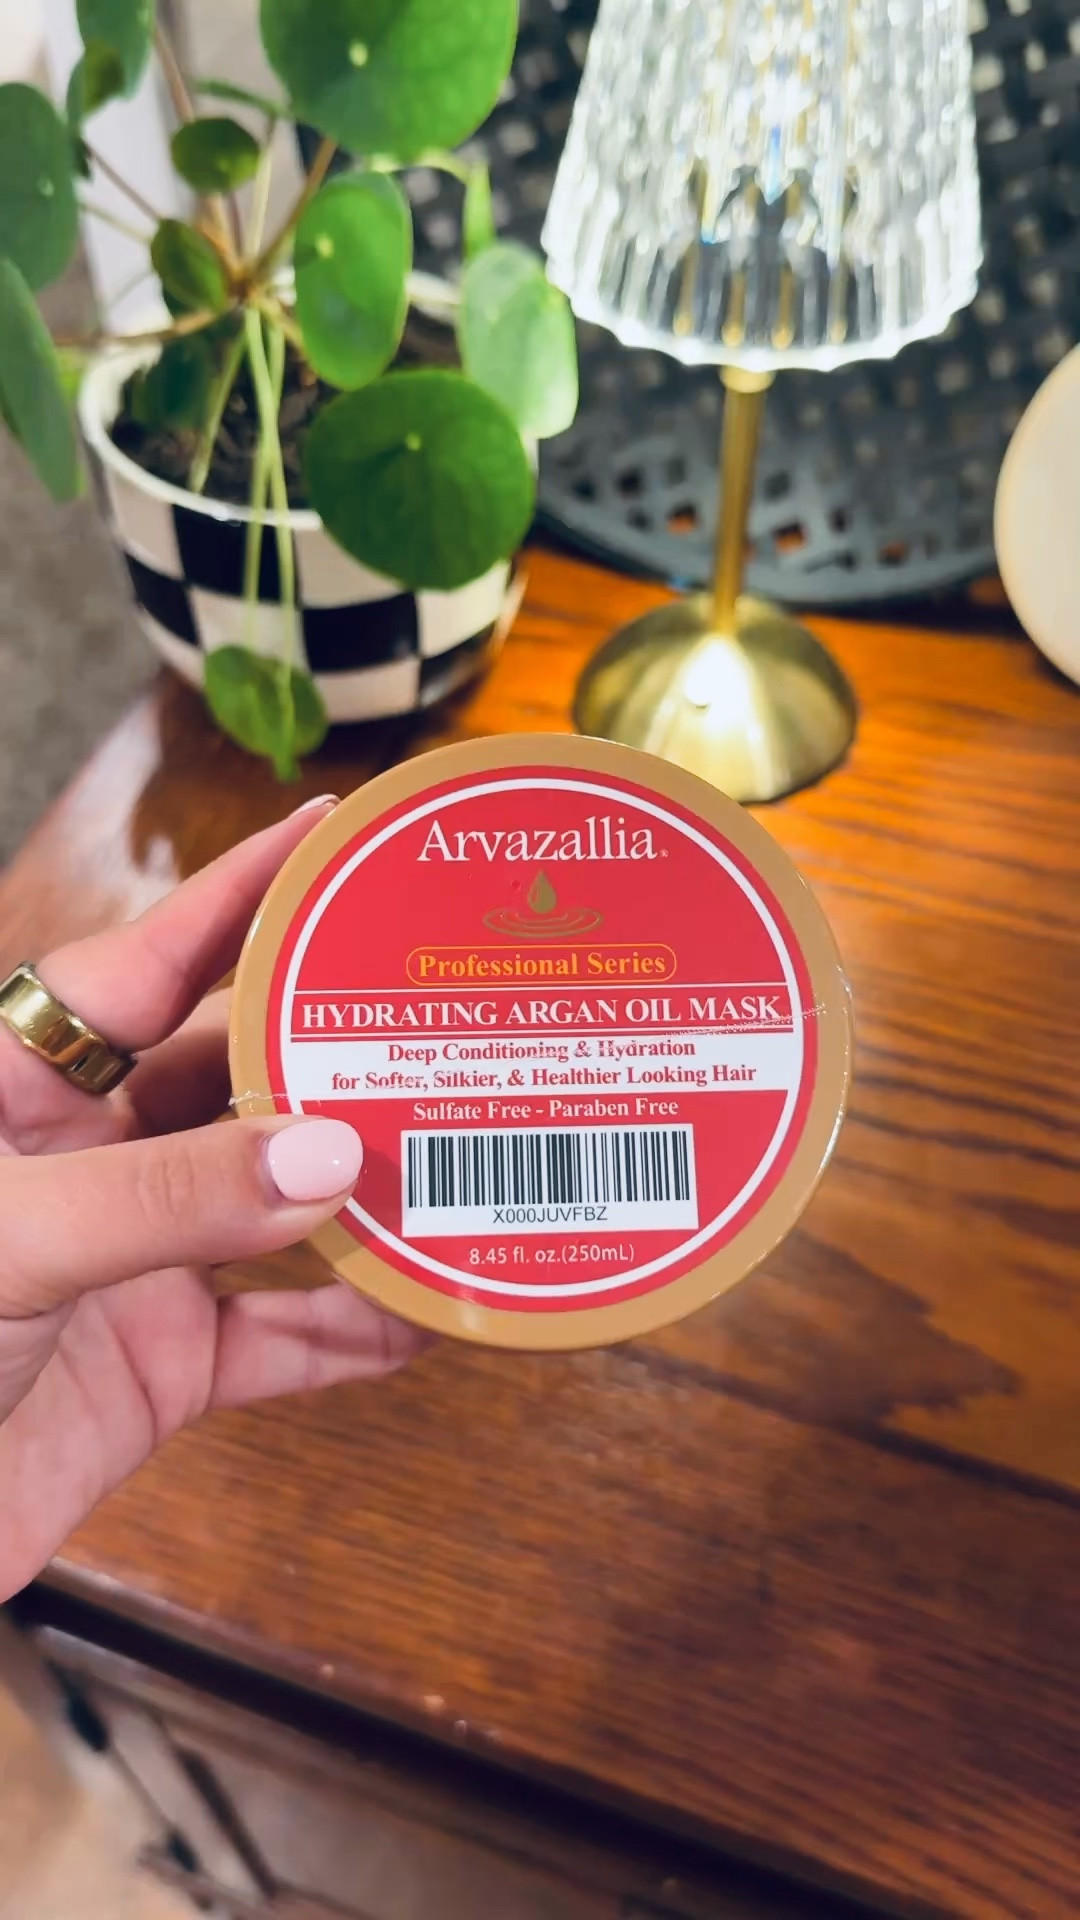 Arvazallia®
Professional Series
HYDRATING ARGAN OIL MASK
Deep Conditioning & Hydration
for Softer, Silkier, & Healthier Looking Hair
Sulfate Free - Paraben Free
X000JUVFBZ
8.45 fl. oz.(250mL)